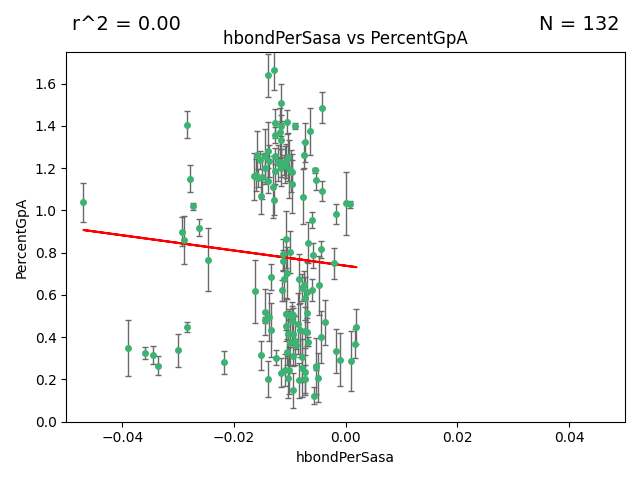 r^2 = 0.00
N = 132
hbondPerSasa vs PercentGpA
PercentGpA
1.6
1.4
1.2
1.0
0.8
0.6
0.4
0.2
0.0
−0.04
−0.02
0.00
0.02
0.04
hbondPerSasa